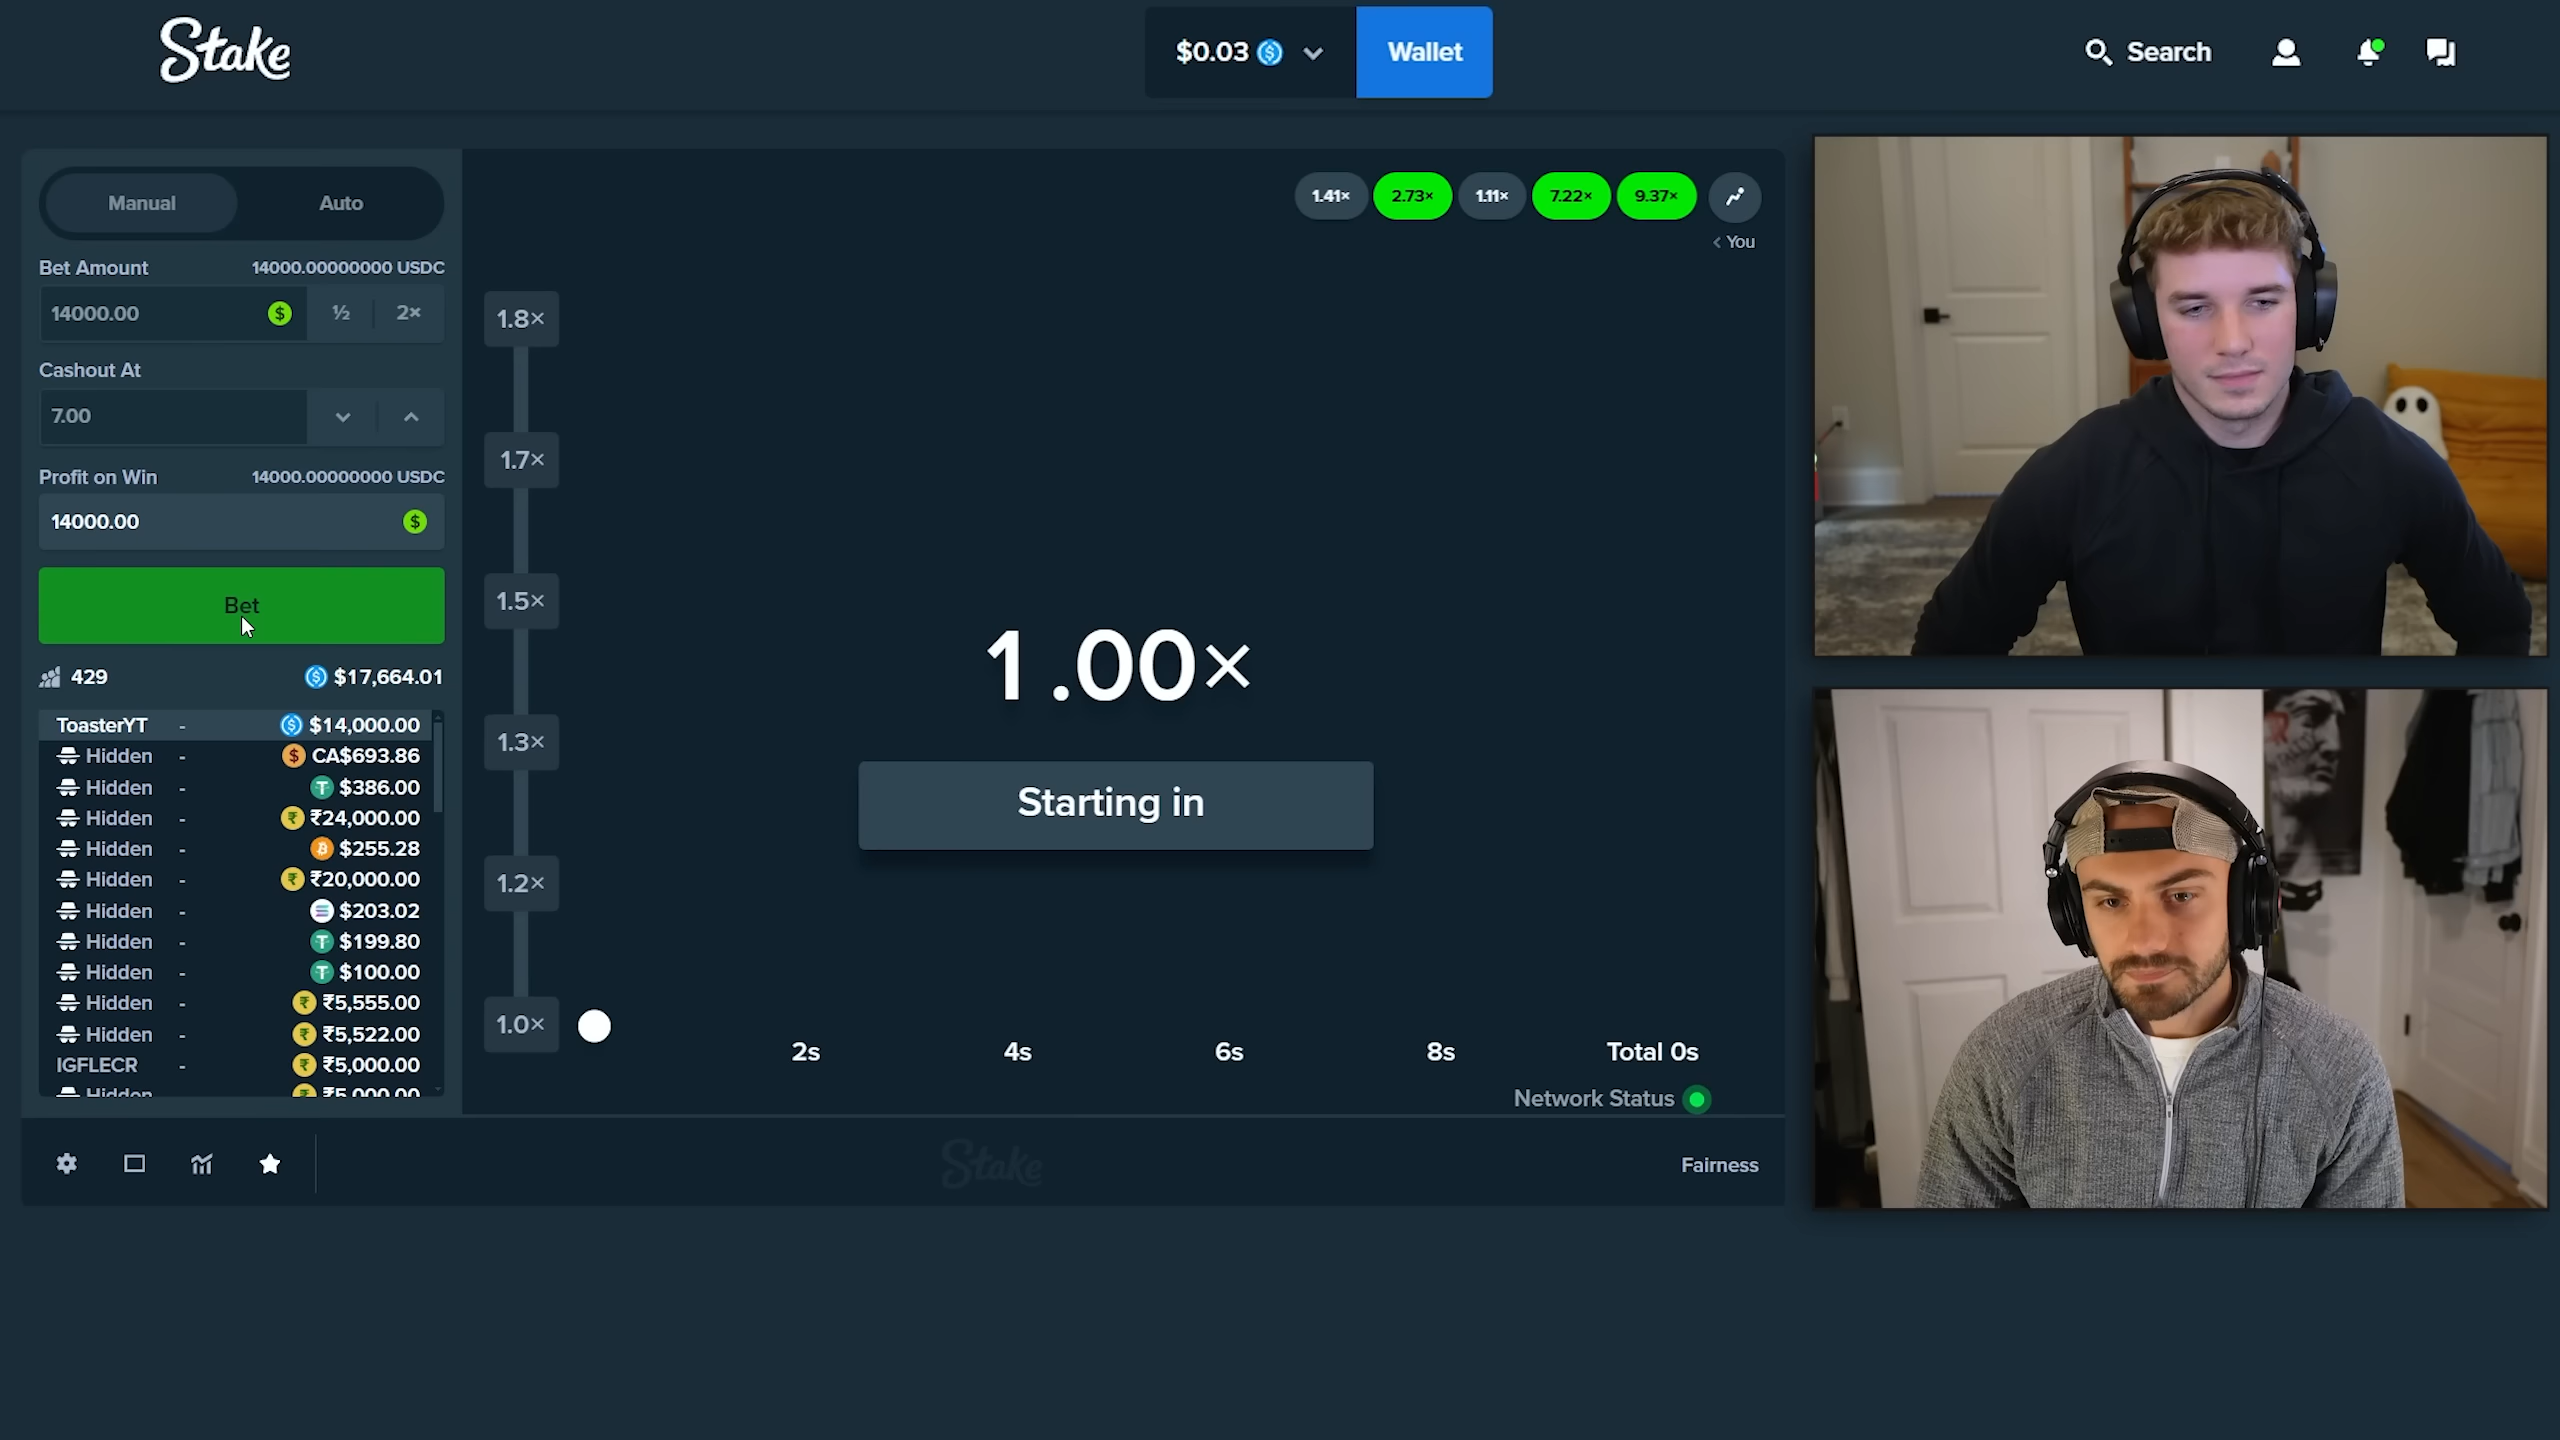 Stake
$0.03
Wallet
Search
Manual
Auto
Bet Amount
14000.00000000 USDC
14000.00
½
2×
Cashout At
7.00
Profit on Win
14000.00000000 USDC
14000.00
Bet
429
$17,664.01
ToasterYT - $14,000.00
Hidden - CA$693.86
Hidden - $386.00
Hidden - ₹24,000.00
Hidden - $255.28
Hidden - ₹20,000.00
Hidden - $203.02
Hidden - $199.80
Hidden - $100.00
Hidden - ₹5,555.00
Hidden - ₹5,522.00
IGFLECR - ₹5,000.00
Hidden ₹5,000.00
1.41×
2.73×
1.11×
7.22×
9.37×
< You
1.8×
1.7×
1.5×
1.3×
1.2×
1.0×
1.00×
Starting in
2s
4s
6s
8s
Total 0s
Network Status
Stake
Fairness